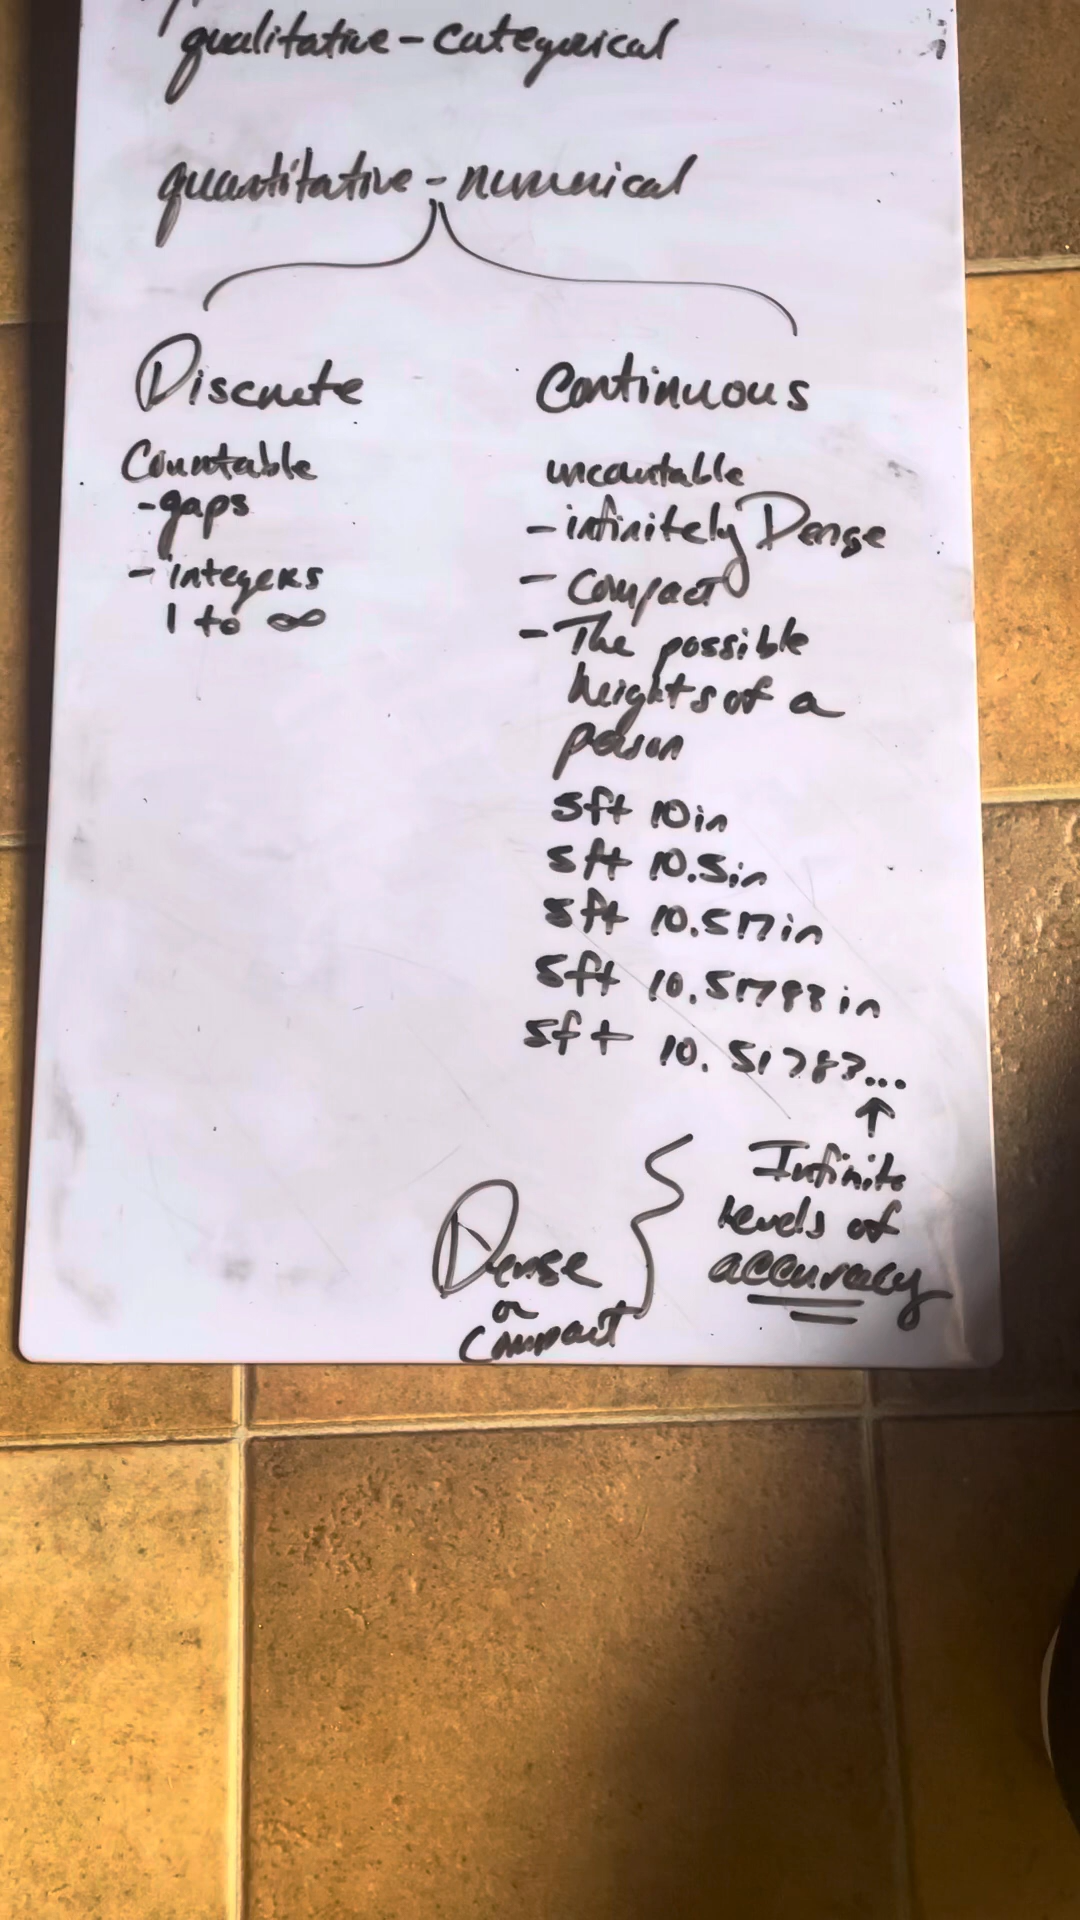 qualitative - categorical
quantitative - numerical
Discrete
Countable
- gaps
- integers
1 to ∞
Continuous
uncountable
- infinitely Dense
- Compact
- The possible
heights of a
person
5ft 10in
5ft 10.5in
5ft 10.517in
5ft 10.51783in
5ft 10.51783...
↑
Infinite
levels of
accuracy
Dense
or
Compact